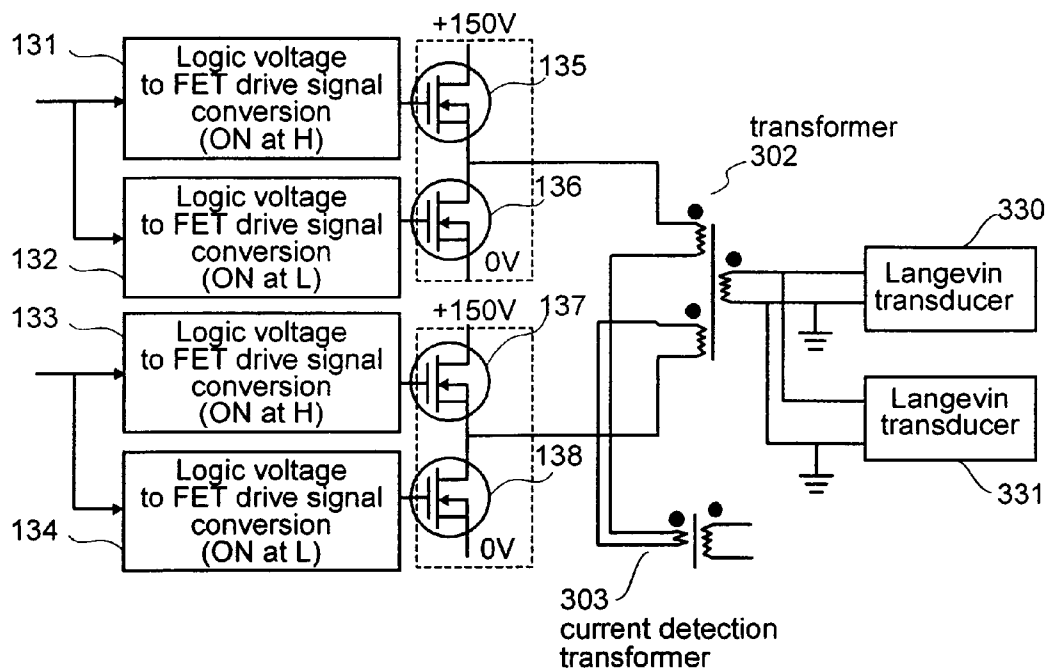 131
Logic voltage
to FET drive signal
conversion
(ON at H)
+150V
135
132
Logic voltage
to FET drive signal
conversion
(ON at L)
136
0V
transformer
302
330
Langevin
transducer
133
Logic voltage
to FET drive signal
conversion
(ON at H)
+150V
137
Langevin
transducer
331
134
Logic voltage
to FET drive signal
conversion
(ON at L)
138
0V
303
current detection
transformer